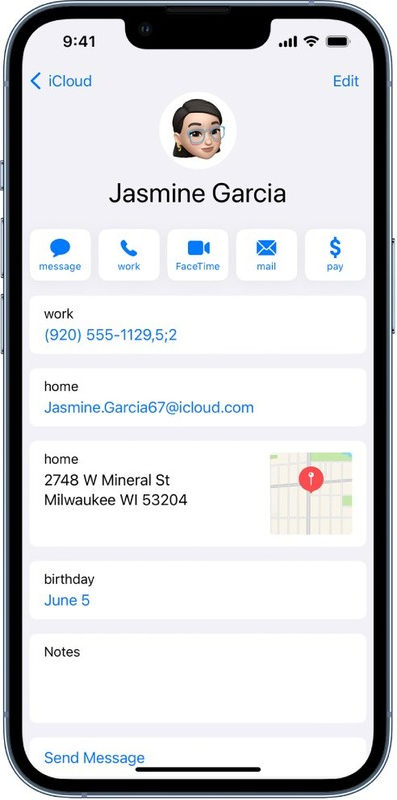 9:41
iCloud
Edit
Jasmine Garcia
message
work
FaceTime
mail
pay
work
(920) 555-1129,5;2
home
Jasmine.Garcia67@icloud.com
home
2748 W Mineral St
Milwaukee WI 53204
birthday
June 5
Notes
Send Message